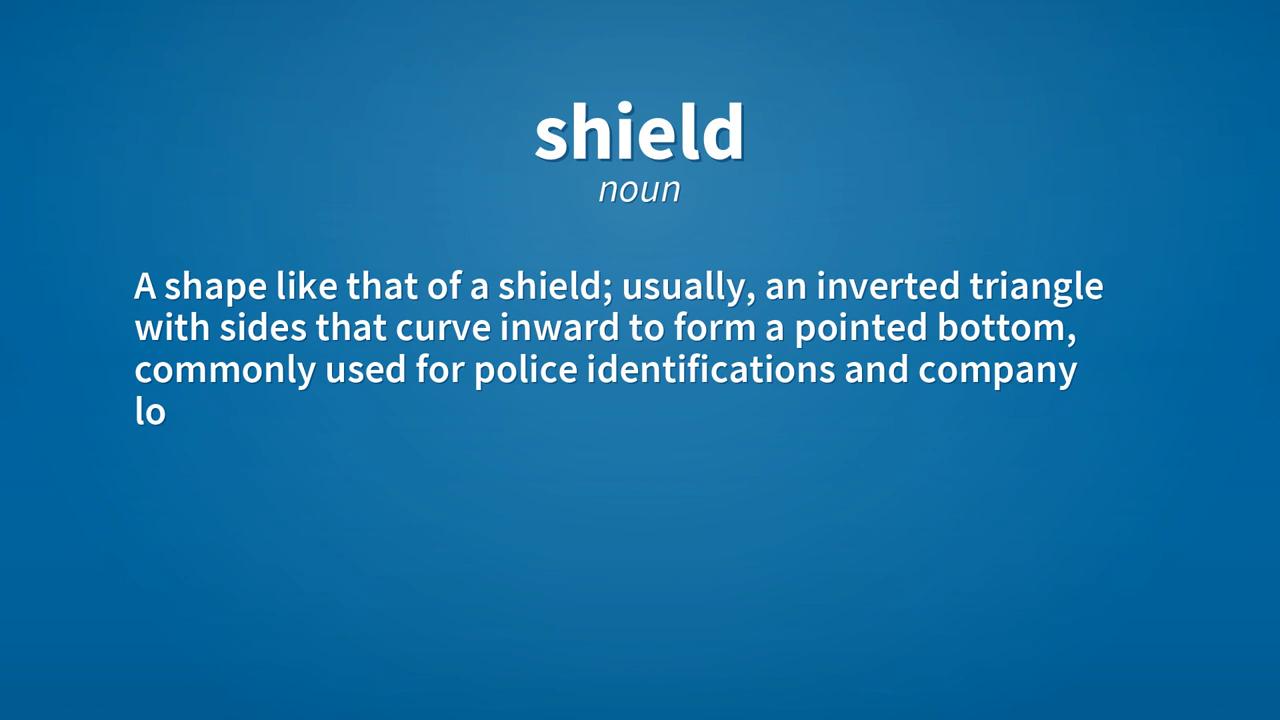 shield
noun
A shape like that of a shield; usually, an inverted triangle
with sides that curve inward to form a pointed bottom,
commonly used for police identifications and company
lo